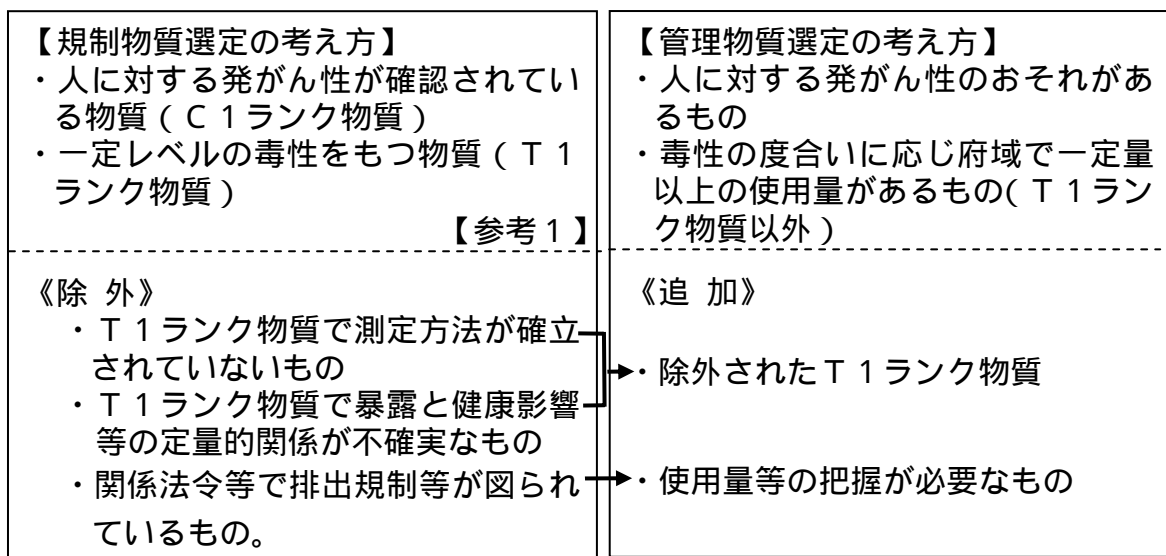 【規制物質選定の考え方】
・人に対する発がん性が確認されてい
る物質（Ｃ１ランク物質）
・一定レベルの毒性をもつ物質（Ｔ１
ランク物質）
【参考１】
《除 外》
・Ｔ１ランク物質で測定方法が確立
されていないもの
・Ｔ１ランク物質で暴露と健康影響
等の定量的関係が不確実なもの
・関係法令等で排出規制等が図られ
ているもの。
【管理物質選定の考え方】
・人に対する発がん性のおそれがあ
るもの
・毒性の度合いに応じ府域で一定量
以上の使用量があるもの（Ｔ１ラン
ク物質以外）
《追 加》
・除外されたＴ１ランク物質
・使用量等の把握が必要なもの